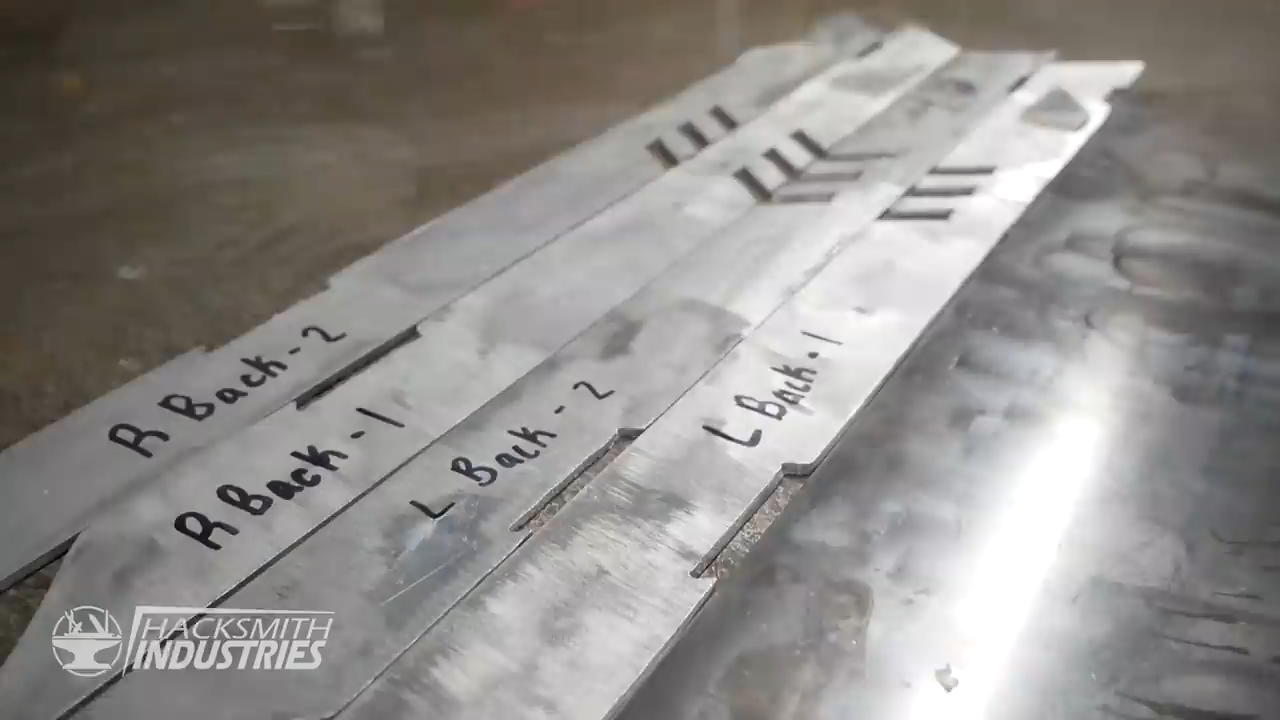 R Back-2
R Back-1
L Back-2
L Back-1
HACKSMITH
INDUSTRIES